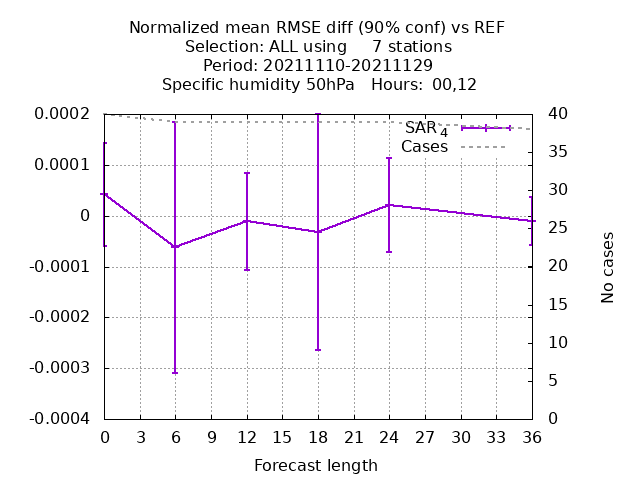 Normalized mean RMSE diff (90% conf) vs REF
Selection: ALL using     7 stations
Period: 20211110-20211129
Specific humidity 50hPa   Hours:  00,12
SAR 4
Cases
0.0002
0.0001
0
-0.0001
-0.0002
-0.0003
-0.0004
40
35
30
25
20
15
10
5
0
No cases
0 3 6 9 12 15 18 21 24 27 30 33 36
Forecast length